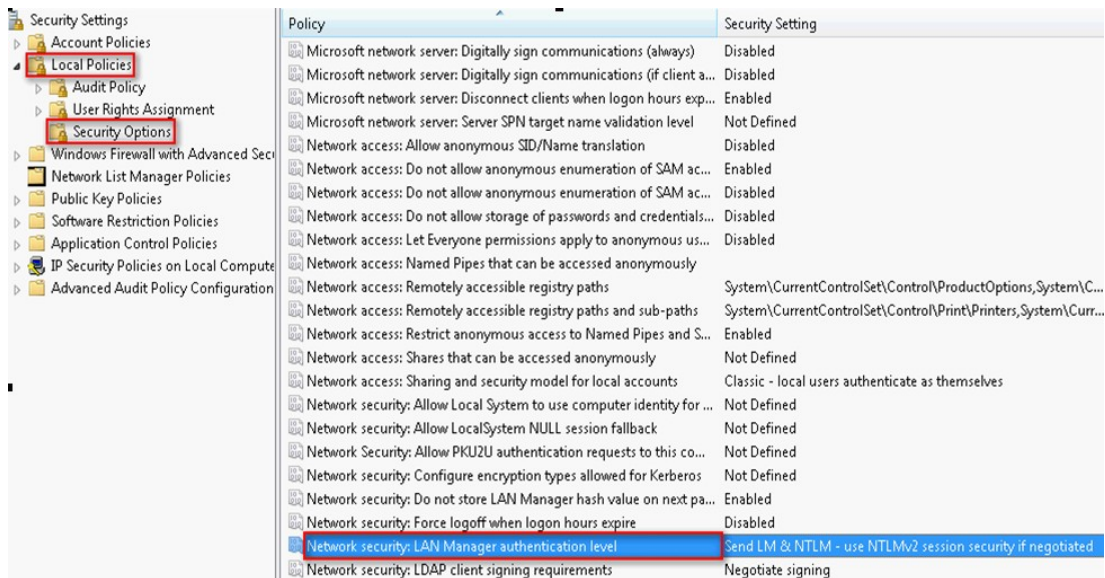 Security Settings
Account Policies
Local Policies
Audit Policy
User Rights Assignment
Security Options
Windows Firewall with Advanced Secu
Network List Manager Policies
Public Key Policies
Software Restriction Policies
Application Control Policies
IP Security Policies on Local Compute
Advanced Audit Policy Configuration
Policy Security Setting
Microsoft network server: Digitally sign communications (always) Disabled
Microsoft network server: Digitally sign communications (if client a... Disabled
Microsoft network server: Disconnect clients when logon hours exp... Enabled
Microsoft network server: Server SPN target name validation level Not Defined
Network access: Allow anonymous SID/Name translation Disabled
Network access: Do not allow anonymous enumeration of SAM ac... Enabled
Network access: Do not allow anonymous enumeration of SAM ac... Disabled
Network access: Do not allow storage of passwords and credentials... Disabled
Network access: Let Everyone permissions apply to anonymous us... Disabled
Network access: Named Pipes that can be accessed anonymously
Network access: Remotely accessible registry paths System\CurrentControlSet\Control\ProductOptions,System\C...
Network access: Remotely accessible registry paths and sub-paths System\CurrentControlSet\Control\Print\Printers,System\Curr...
Network access: Restrict anonymous access to Named Pipes and S... Enabled
Network access: Shares that can be accessed anonymously Not Defined
Network access: Sharing and security model for local accounts Classic - local users authenticate as themselves
Network security: Allow Local System to use computer identity for ... Not Defined
Network security: Allow LocalSystem NULL session fallback Not Defined
Network Security: Allow PKU2U authentication requests to this co... Not Defined
Network security: Configure encryption types allowed for Kerberos Not Defined
Network security: Do not store LAN Manager hash value on next pa... Enabled
Network security: Force logoff when logon hours expire Disabled
Network security: LAN Manager authentication level Send LM & NTLM - use NTLMv2 session security if negotiated
Network security: LDAP client signing requirements Negotiate signing